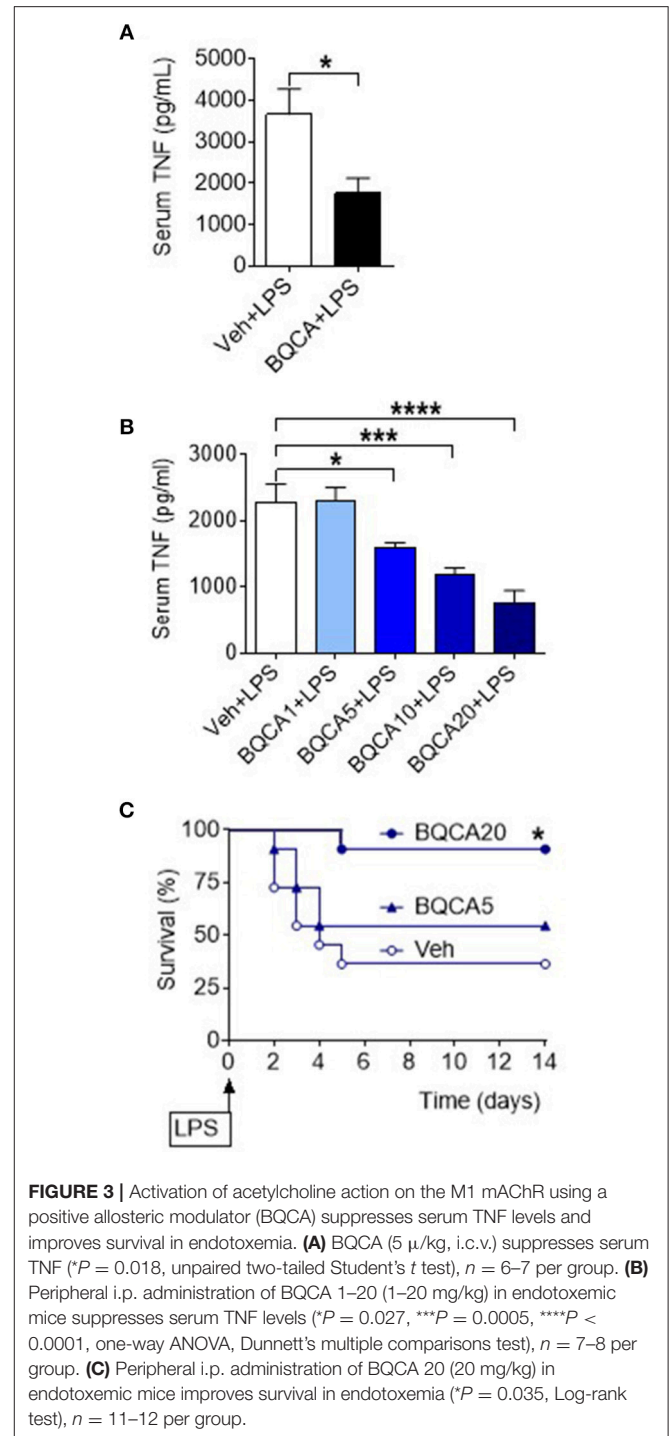 A
Serum TNF (pg/mL)
5000
4000
3000
2000
1000
0
*
Veh+LPS
BQCA+LPS
B
Serum TNF (pg/ml)
3000
2000
1000
0
****
***
*
Veh+LPS
BQCA1+LPS
BQCA5+LPS
BQCA10+LPS
BQCA20+LPS
C
Survival (%)
100
75
50
25
0
BQCA20
*
BQCA5
Veh
0 2 4 6 8 10 12 14
Time (days)
LPS
FIGURE 3 | Activation of acetylcholine action on the M1 mAChR using a
positive allosteric modulator (BQCA) suppresses serum TNF levels and
improves survival in endotoxemia. (A) BQCA (5 μ/kg, i.c.v.) suppresses serum
TNF (*P = 0.018, unpaired two-tailed Student's t test), n = 6–7 per group. (B)
Peripheral i.p. administration of BQCA 1–20 (1–20 mg/kg) in endotoxemic
mice suppresses serum TNF levels (*P = 0.027, ***P = 0.0005, ****P <
0.0001, one-way ANOVA, Dunnett's multiple comparisons test), n = 7–8 per
group. (C) Peripheral i.p. administration of BQCA 20 (20 mg/kg) in
endotoxemic mice improves survival in endotoxemia (*P = 0.035, Log-rank
test), n = 11–12 per group.